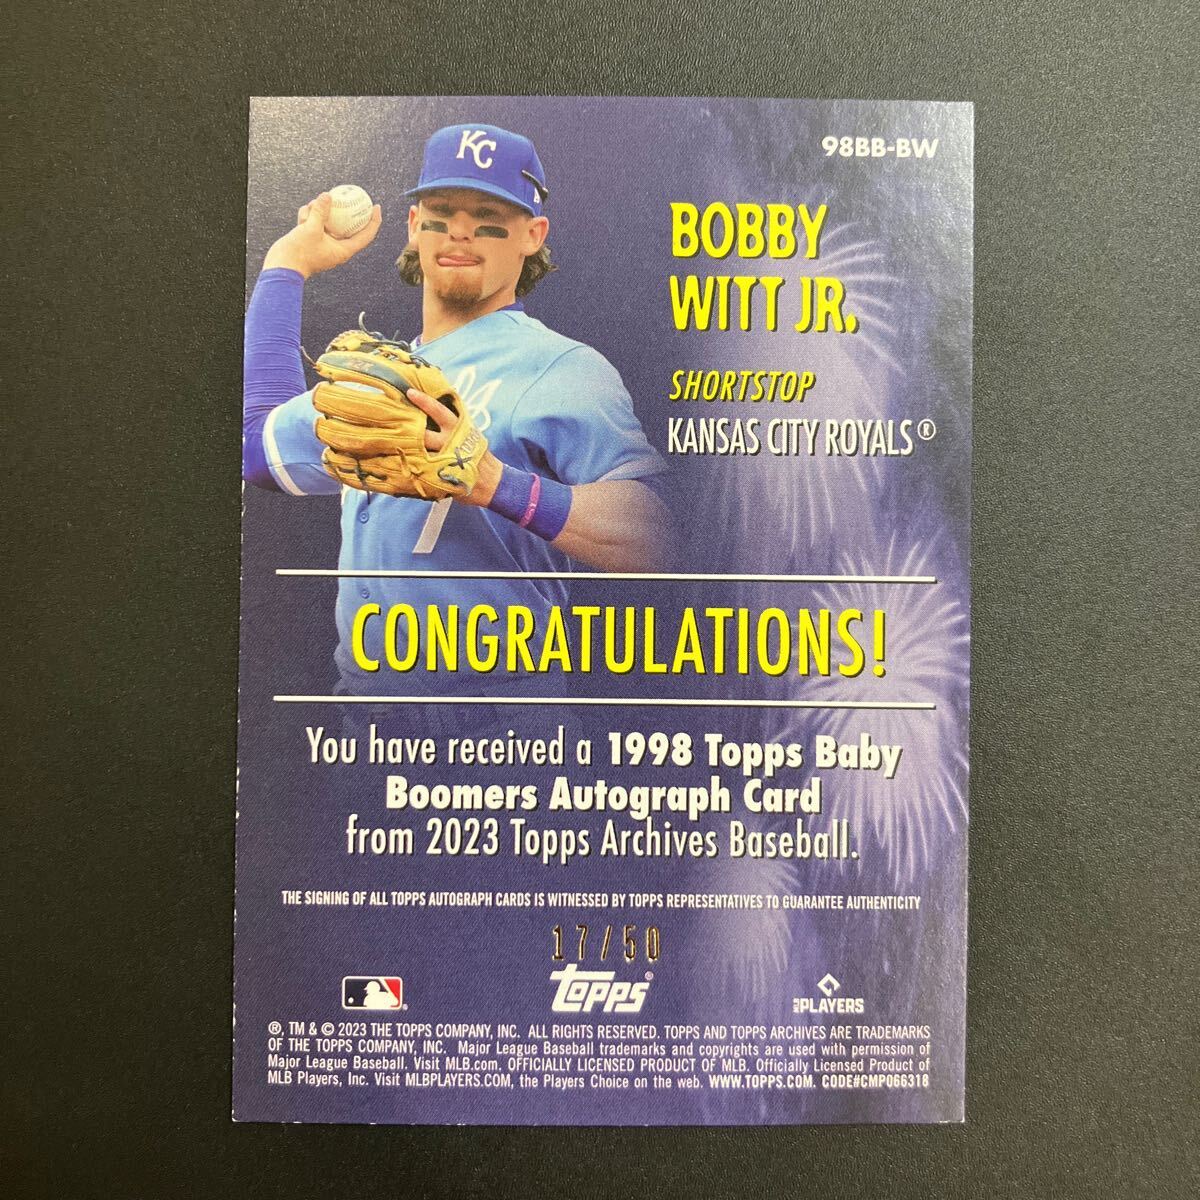 98BB-BW
KC
BOBBY
WITT JR.
SHORTSTOP
KANSAS CITY ROYALS®
7
CONGRATULATIONS!
You have received a 1998 Topps Baby
Boomers Autograph Card
from 2023 Topps Archives Baseball.
THE SIGNING OF ALL TOPPS AUTOGRAPH CARDS IS WITNESSED BY TOPPS REPRESENTATIVES TO GUARANTEE AUTHENTICITY
17/50
topps®
MLB PLAYERS
®, TM & © 2023 THE TOPPS COMPANY, INC. ALL RIGHTS RESERVED. TOPPS AND TOPPS ARCHIVES ARE TRADEMARKS
OF THE TOPPS COMPANY, INC. Major League Baseball trademarks and copyrights are used with permission of
Major League Baseball. Visit MLB.com. OFFICIALLY LICENSED PRODUCT OF MLB. Officially Licensed Product of
MLB Players, Inc. Visit MLBPLAYERS.COM, the Players Choice on the web. WWW.TOPPS.COM. CODE#CMP066318